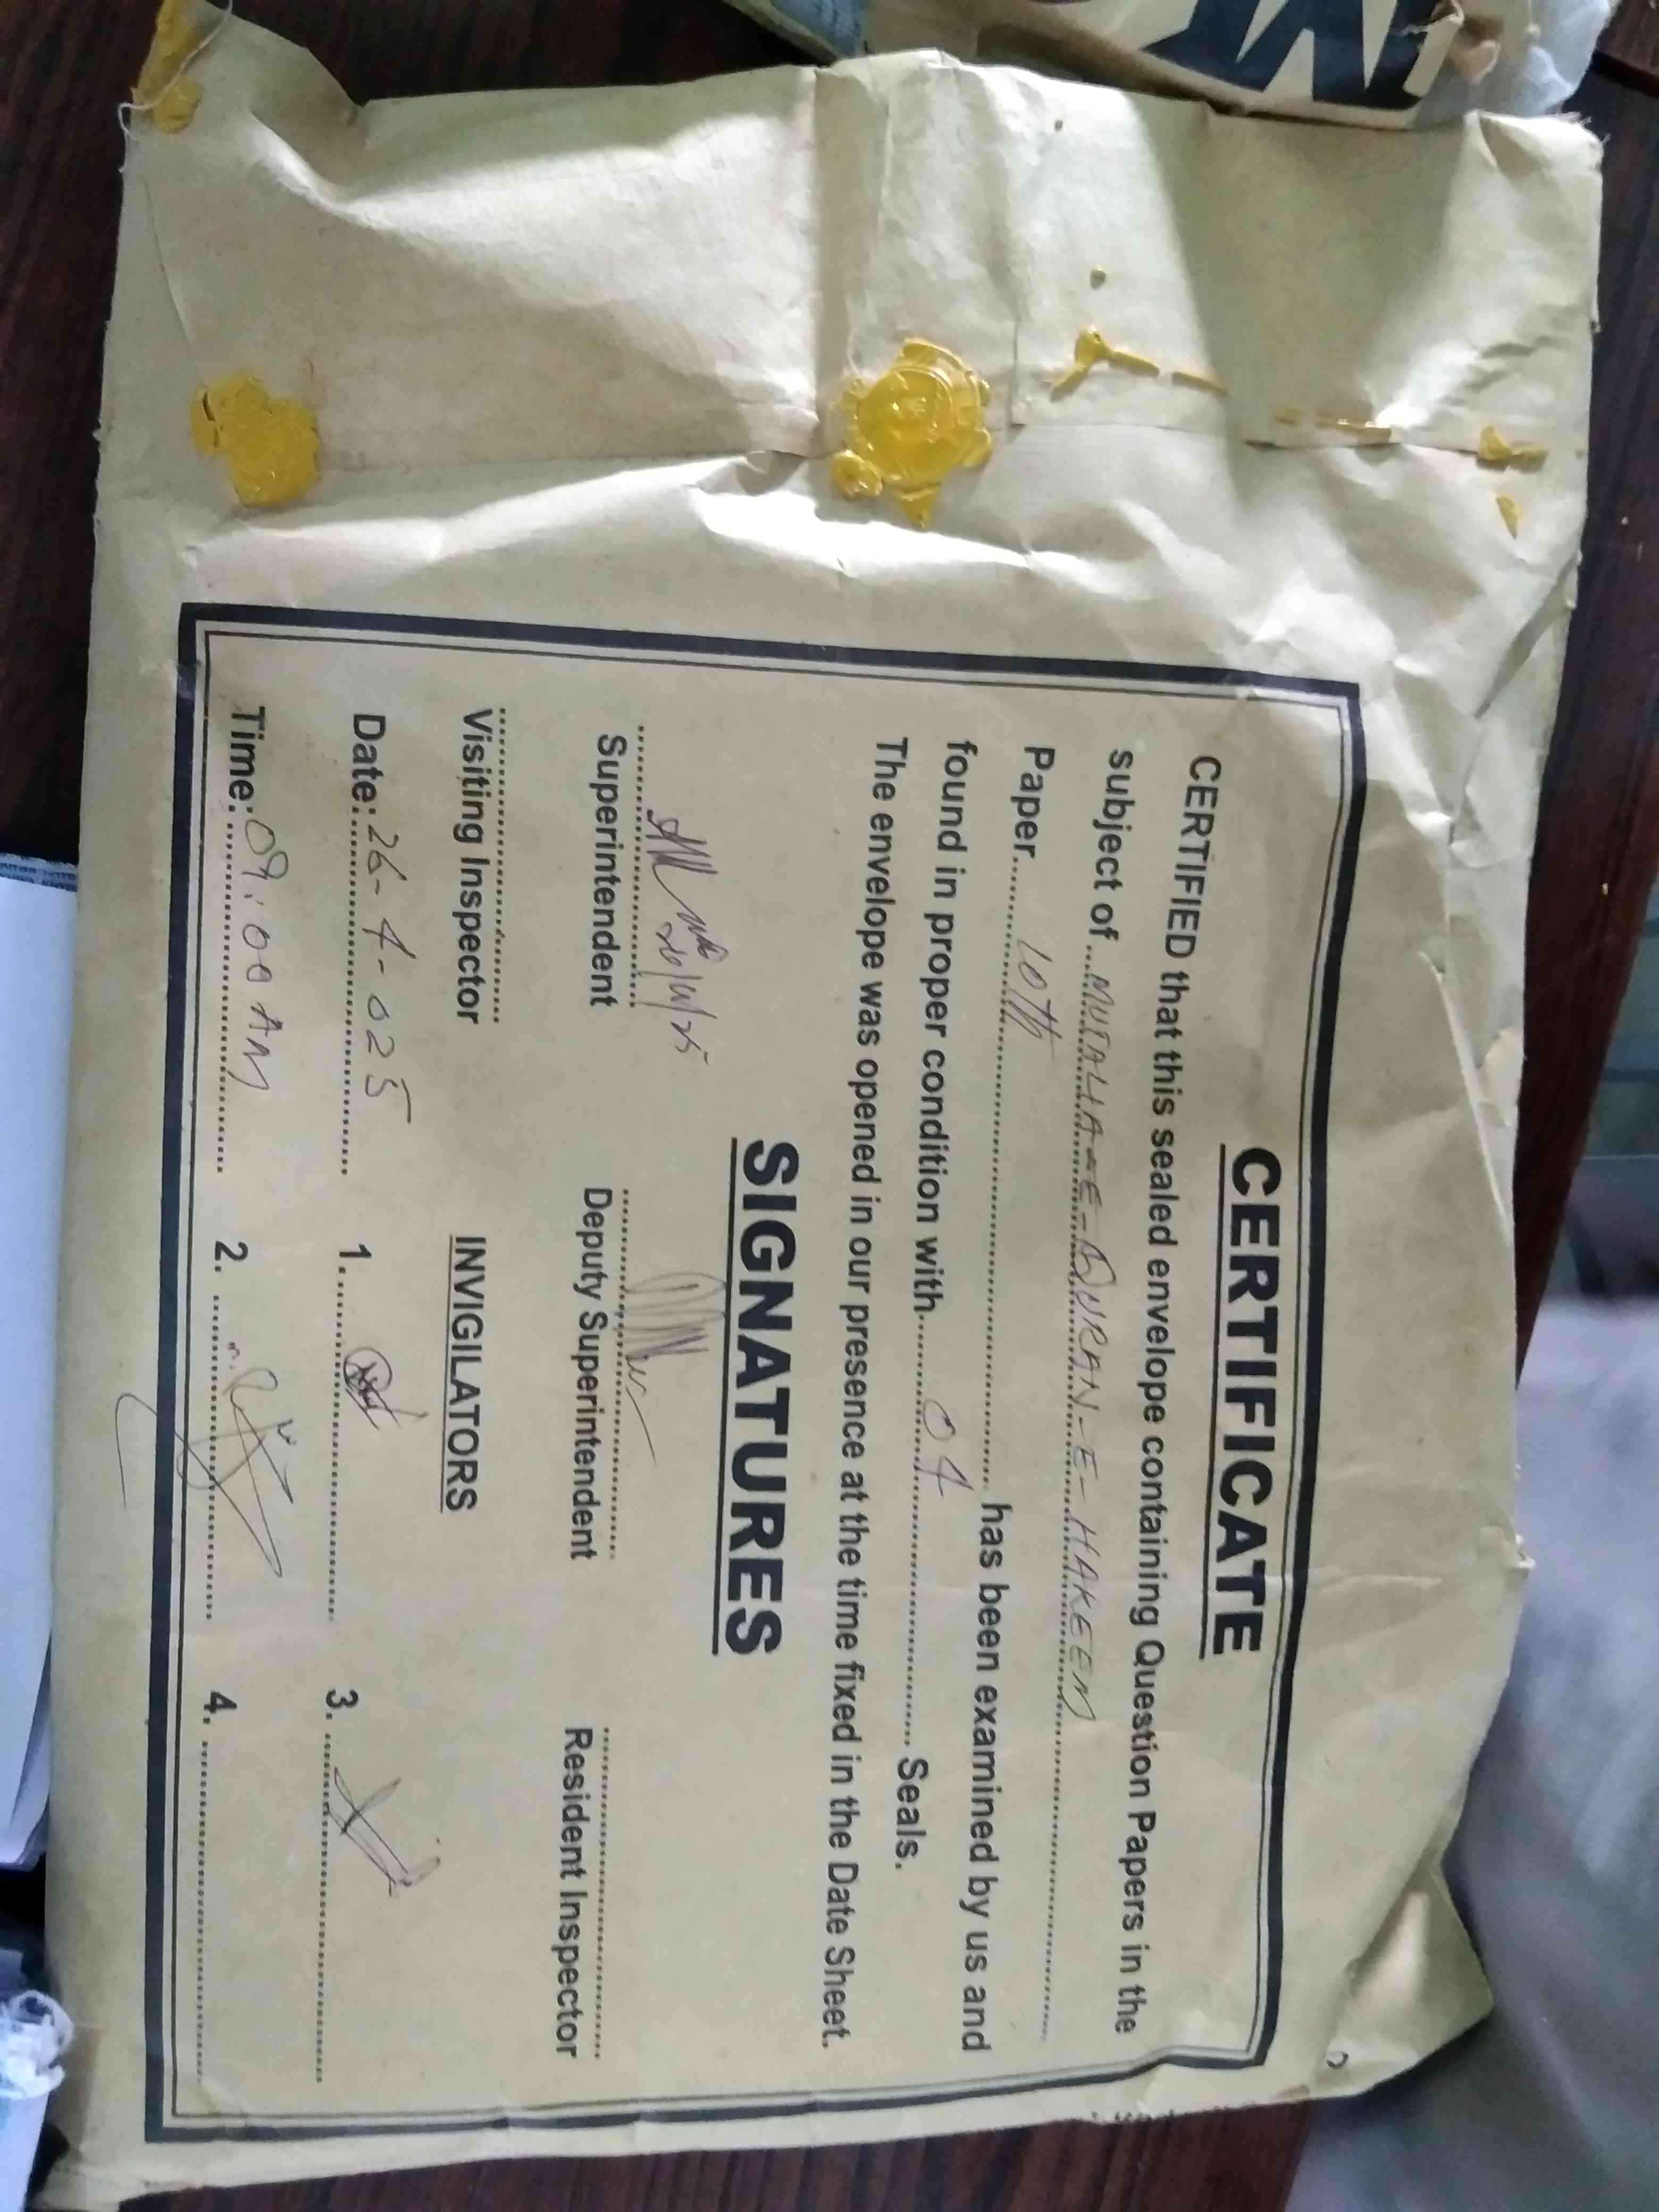 CERTIFICATE
CERTIFIED that this sealed envelope containing Question Papers in the
subject of...MUTALIA-E-QURAN-E-HAKEEM
Paper......10th...... has been examined by us and
found in proper condition with......04...... Seals.
The envelope was opened in our presence at the time fixed in the Date Sheet.
SIGNATURES
Superintendent Deputy Superintendent Resident Inspector
Visiting Inspector INVIGILATORS
Date: 26-4-025 1. 3.
Time: 09:00 AM 2. 4.